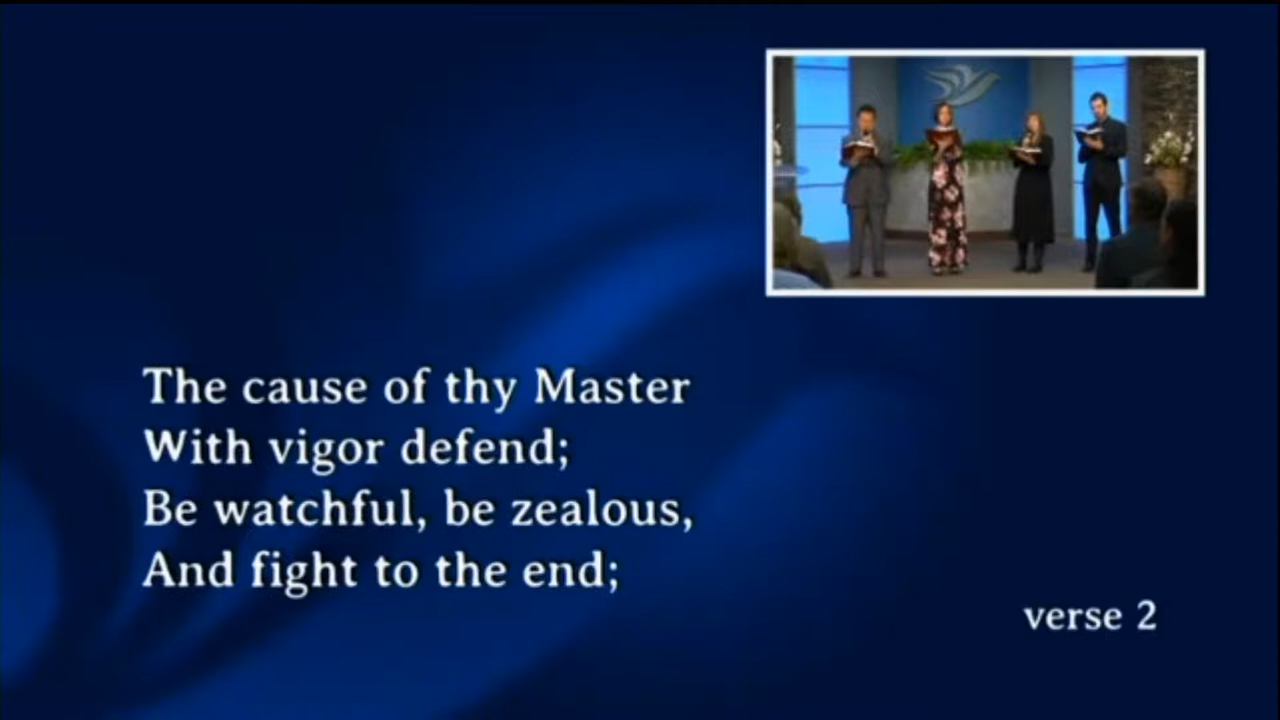 The cause of thy Master
With vigor defend;
Be watchful, be zealous,
And fight to the end;
verse 2